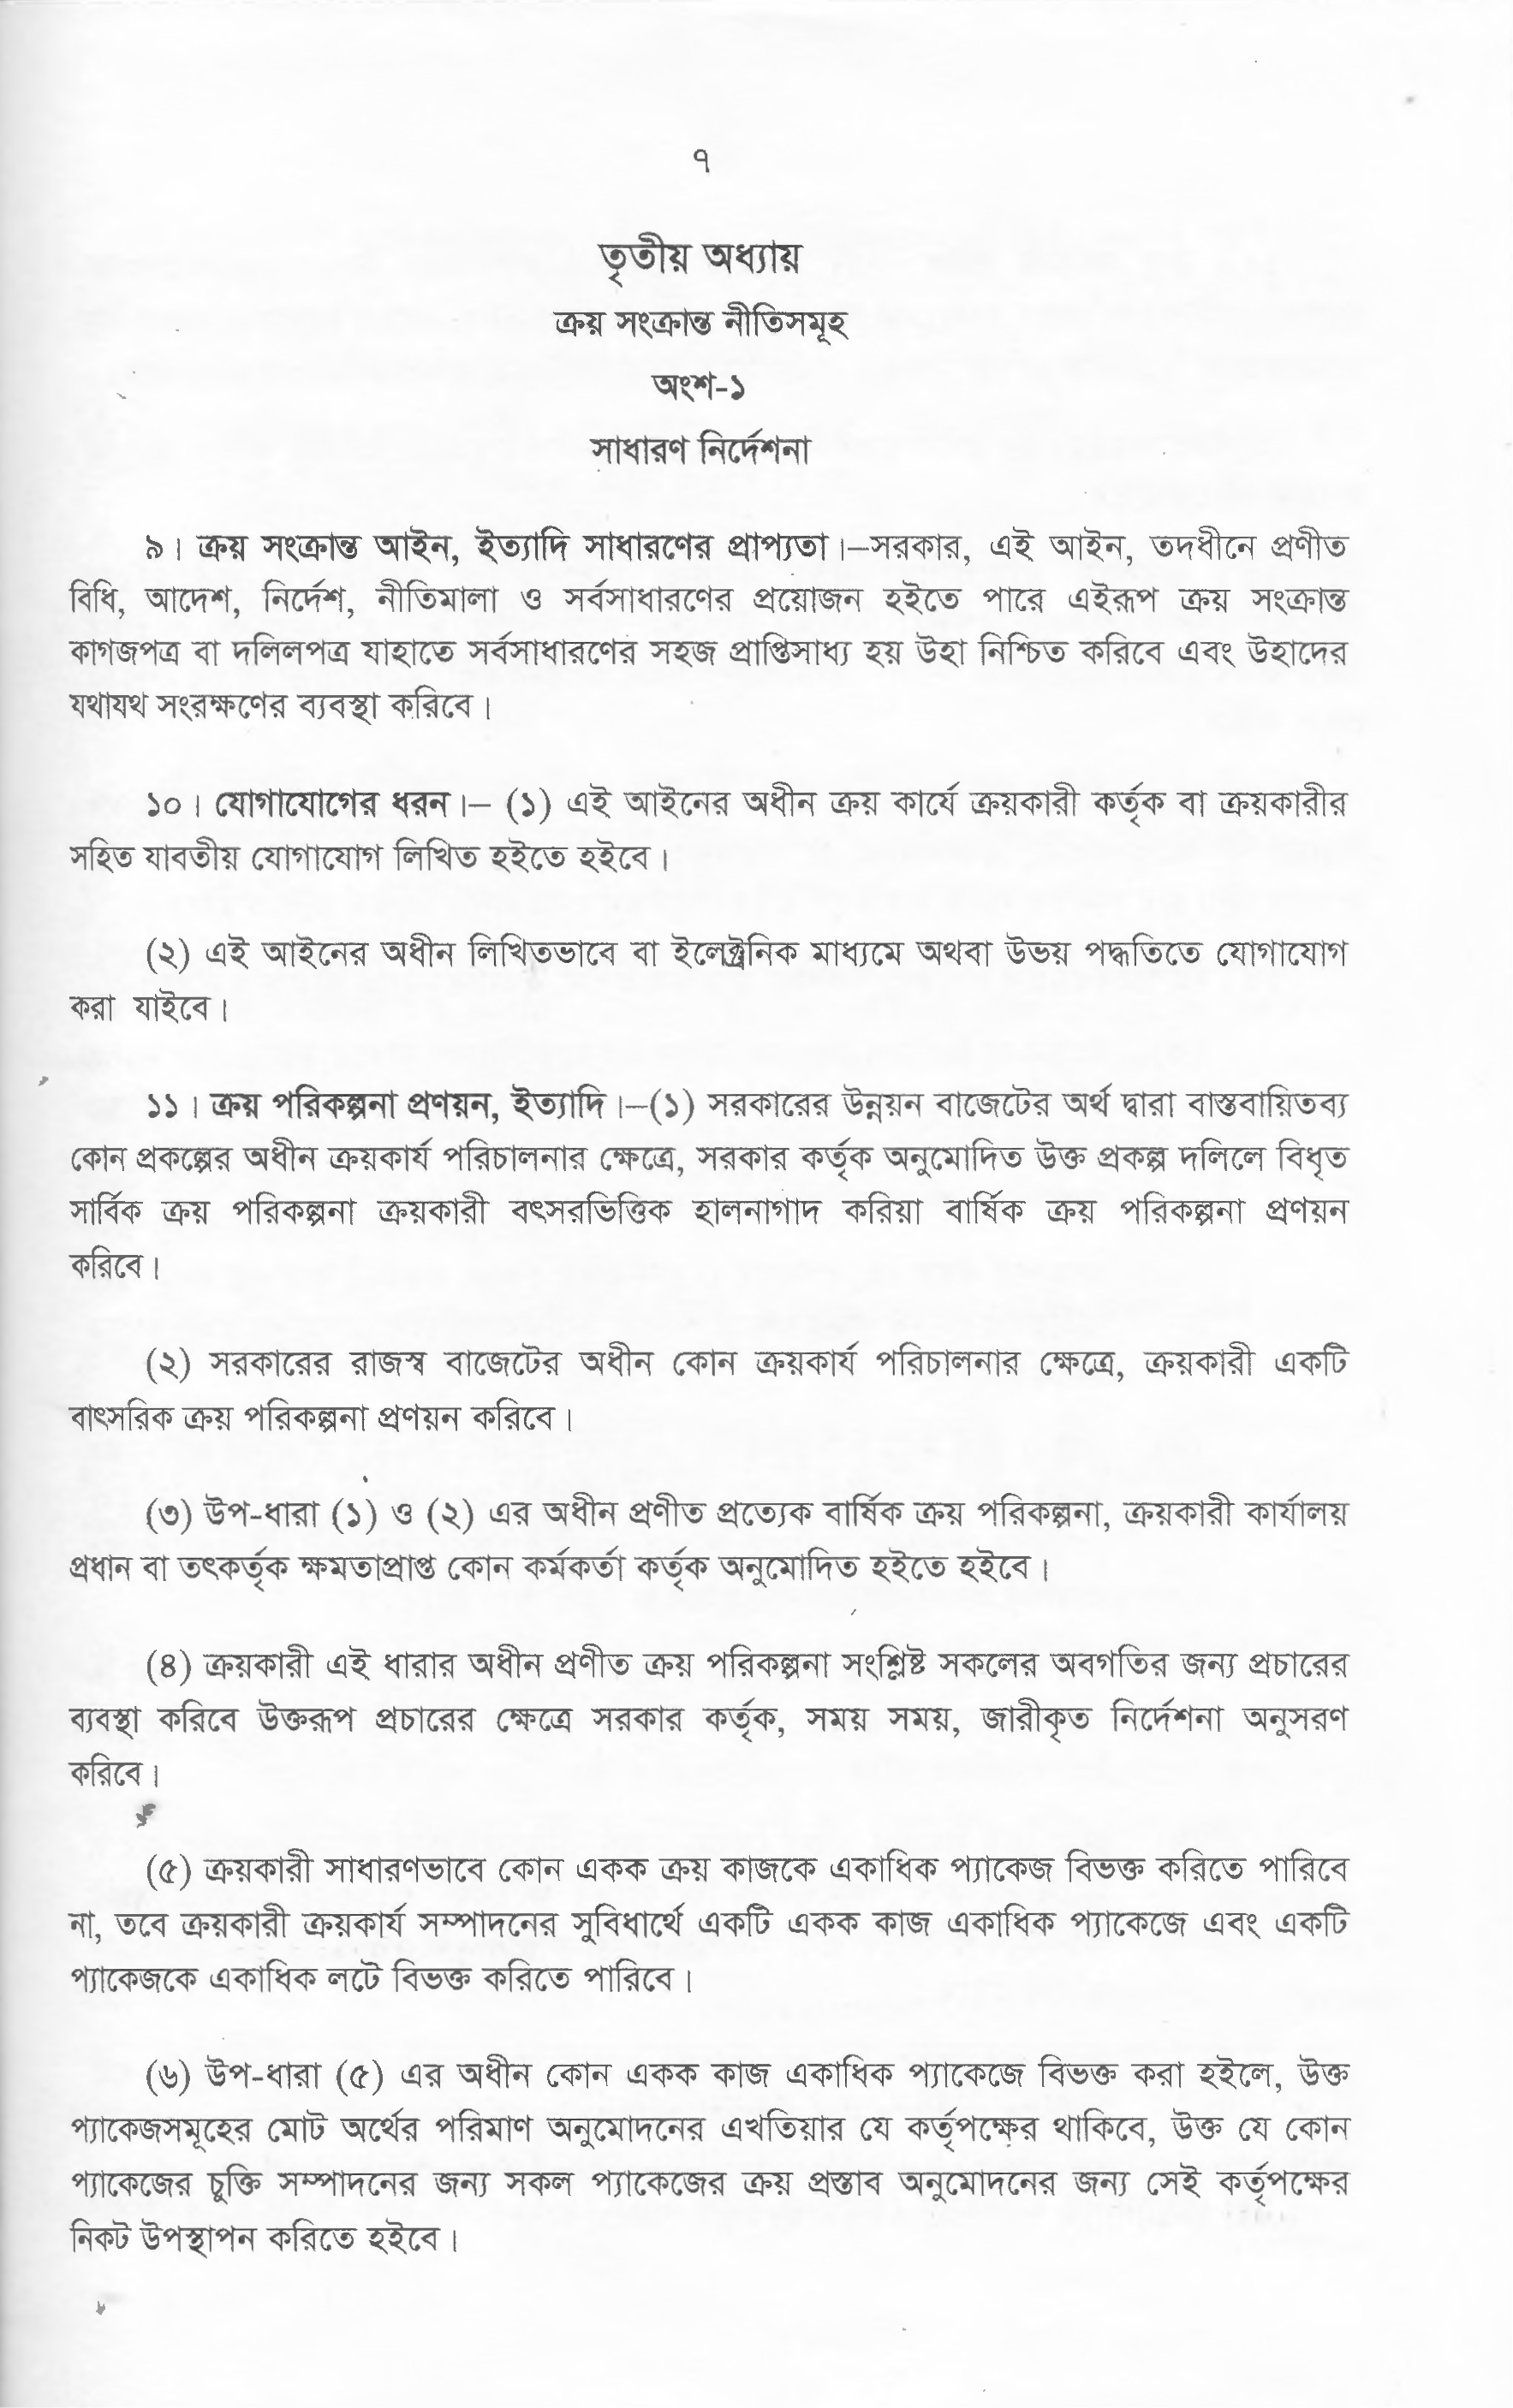 ৭
তৃতীয় অধ্যায়
ক্রয় সংক্রান্ত নীতিসমূহ
অংশ-১
সাধারণ নির্দেশনা
৯। ক্রয় সংক্রান্ত আইন, ইত্যাদি সাধারণের প্রাপ্যতা।–সরকার, এই আইন, তদধীনে প্রণীত
বিধি, আদেশ, নির্দেশ, নীতিমালা ও সর্বসাধারণের প্রয়োজন হইতে পারে এইরূপ ক্রয় সংক্রান্ত
কাগজপত্র বা দলিলপত্র যাহাতে সর্বসাধারণের সহজ প্রাপ্তিসাধ্য হয় উহা নিশ্চিত করিবে এবং উহাদের
যথাযথ সংরক্ষণের ব্যবস্থা করিবে।
১০। যোগাযোগের ধরন।– (১) এই আইনের অধীন ক্রয় কার্যে ক্রয়কারী কর্তৃক বা ক্রয়কারীর
সহিত যাবতীয় যোগাযোগ লিখিত হইতে হইবে।
(২) এই আইনের অধীন লিখিতভাবে বা ইলেক্ট্রনিক মাধ্যমে অথবা উভয় পদ্ধতিতে যোগাযোগ
করা যাইবে।
১১। ক্রয় পরিকল্পনা প্রণয়ন, ইত্যাদি।–(১) সরকারের উন্নয়ন বাজেটের অর্থ দ্বারা বাস্তবায়িতব্য
কোন প্রকল্পের অধীন ক্রয়কার্য পরিচালনার ক্ষেত্রে, সরকার কর্তৃক অনুমোদিত উক্ত প্রকল্প দলিলে বিধৃত
সার্বিক ক্রয় পরিকল্পনা ক্রয়কারী বৎসরভিত্তিক হালনাগাদ করিয়া বার্ষিক ক্রয় পরিকল্পনা প্রণয়ন
করিবে।
(২) সরকারের রাজস্ব বাজেটের অধীন কোন ক্রয়কার্য পরিচালনার ক্ষেত্রে, ক্রয়কারী একটি
বাৎসরিক ক্রয় পরিকল্পনা প্রণয়ন করিবে।
(৩) উপ-ধারা (১) ও (২) এর অধীন প্রণীত প্রত্যেক বার্ষিক ক্রয় পরিকল্পনা, ক্রয়কারী কার্যালয়
প্রধান বা তৎকর্তৃক ক্ষমতাপ্রাপ্ত কোন কর্মকর্তা কর্তৃক অনুমোদিত হইতে হইবে।
(৪) ক্রয়কারী এই ধারার অধীন প্রণীত ক্রয় পরিকল্পনা সংশ্লিষ্ট সকলের অবগতির জন্য প্রচারের
ব্যবস্থা করিবে উক্তরূপ প্রচারের ক্ষেত্রে সরকার কর্তৃক, সময় সময়, জারীকৃত নির্দেশনা অনুসরণ
করিবে।
(৫) ক্রয়কারী সাধারণভাবে কোন একক ক্রয় কাজকে একাধিক প্যাকেজ বিভক্ত করিতে পারিবে
না, তবে ক্রয়কারী ক্রয়কার্য সম্পাদনের সুবিধার্থে একটি একক কাজ একাধিক প্যাকেজে এবং একটি
প্যাকেজকে একাধিক লটে বিভক্ত করিতে পারিবে।
(৬) উপ-ধারা (৫) এর অধীন কোন একক কাজ একাধিক প্যাকেজে বিভক্ত করা হইলে, উক্ত
প্যাকেজসমূহের মোট অর্থের পরিমাণ অনুমোদনের এখতিয়ার যে কর্তৃপক্ষের থাকিবে, উক্ত যে কোন
প্যাকেজের চুক্তি সম্পাদনের জন্য সকল প্যাকেজের ক্রয় প্রস্তাব অনুমোদনের জন্য সেই কর্তৃপক্ষের
নিকট উপস্থাপন করিতে হইবে।